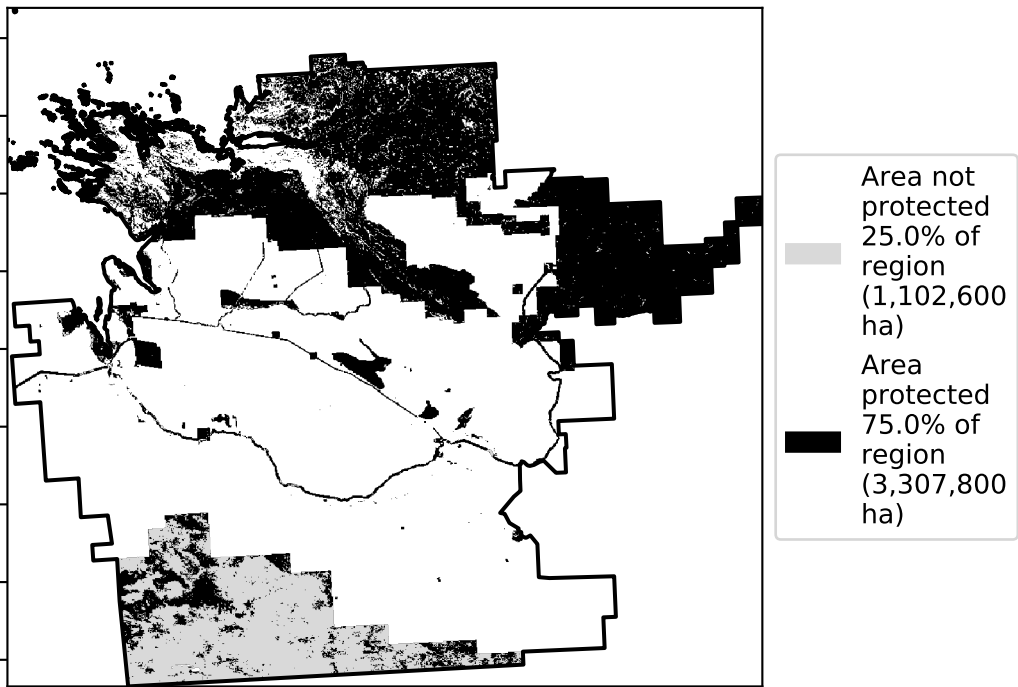 Area not
protected
25.0% of
region
(1,102,600
ha)
Area
protected
75.0% of
region
(3,307,800
ha)